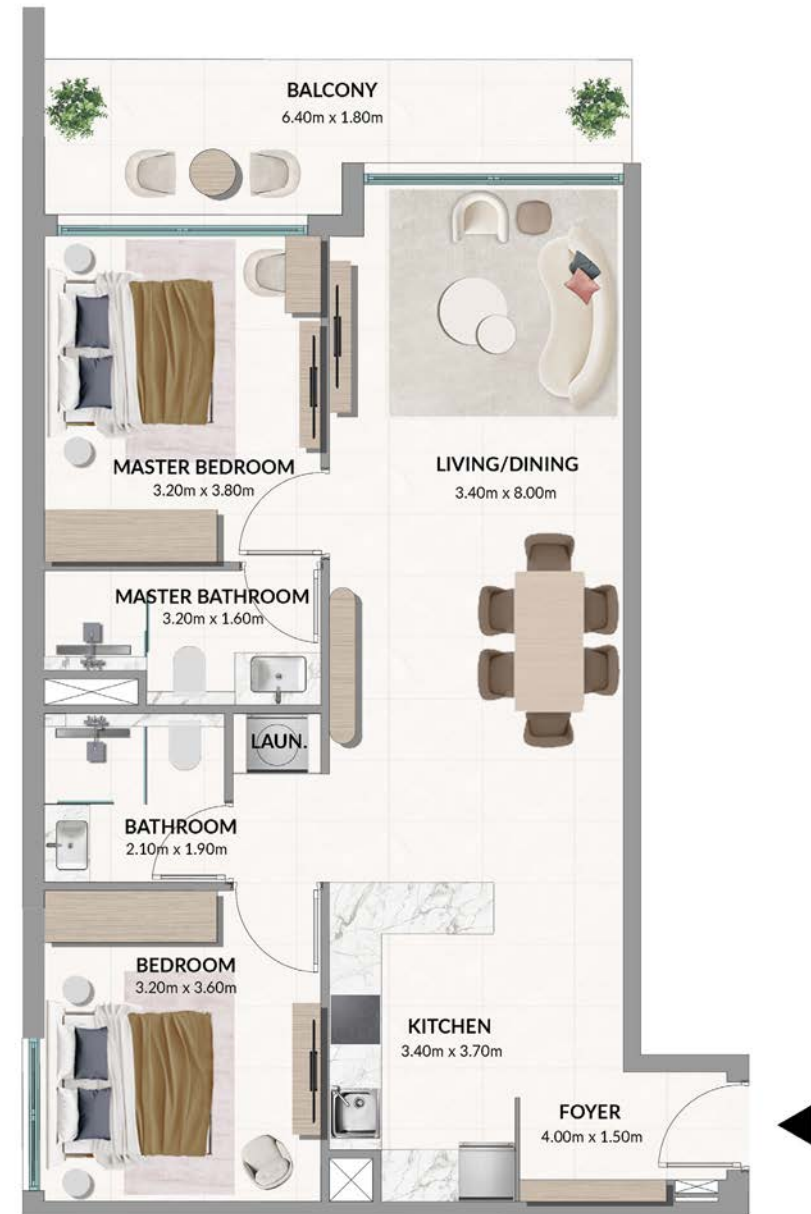 BALCONY
6.40m x 1.80m
MASTER BEDROOM
3.20m x 3.80m
LIVING/DINING
3.40m x 8.00m
MASTER BATHROOM
3.20m x 1.60m
LAUN.
BATHROOM
2.10m x 1.90m
BEDROOM
3.20m x 3.60m
KITCHEN
3.40m x 3.70m
FOYER
4.00m x 1.50m